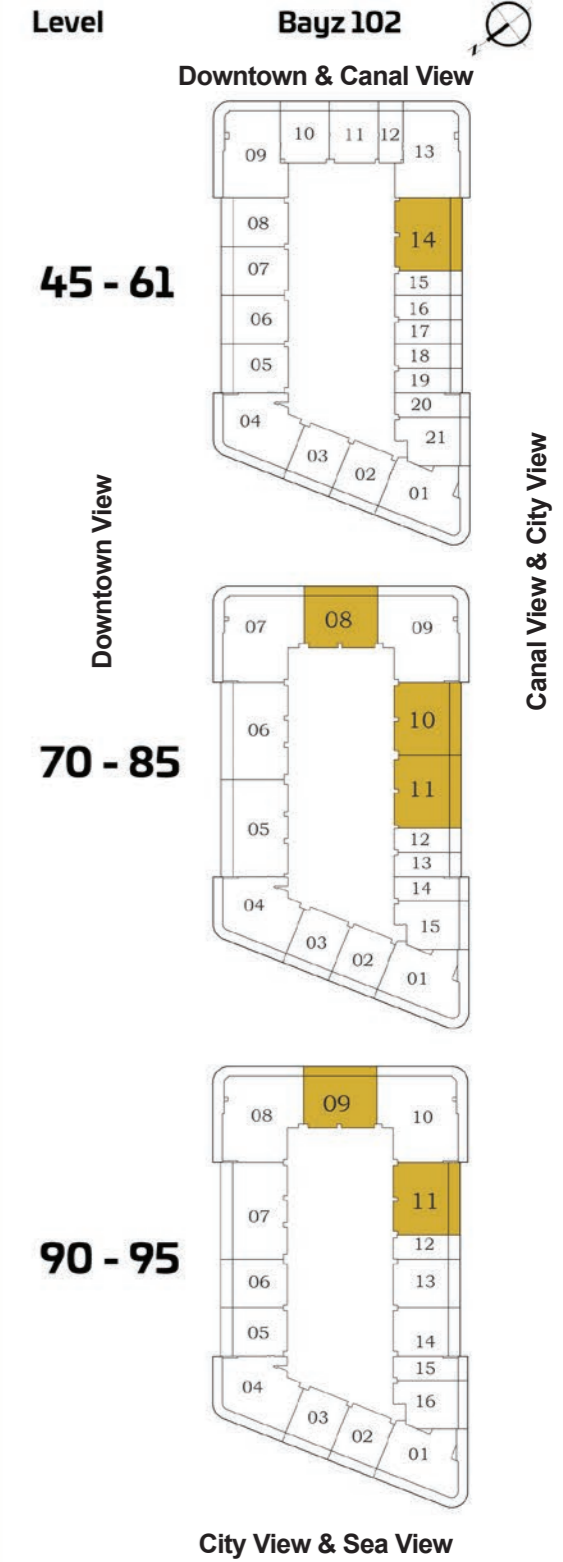 Level Bayz 102
N
Downtown & Canal View
45 - 61
10 11 12
09 13
08 14
07 15
06 16
17
05 18
19
04 20
03 21
02
01
Downtown View
Canal View & City View
70 - 85
07 08 09
06 10
11
05 12
13
04 14
03 15
02
01
90 - 95
08 09 10
07 11
12
06 13
05 14
15
04 16
03
02
01
City View & Sea View